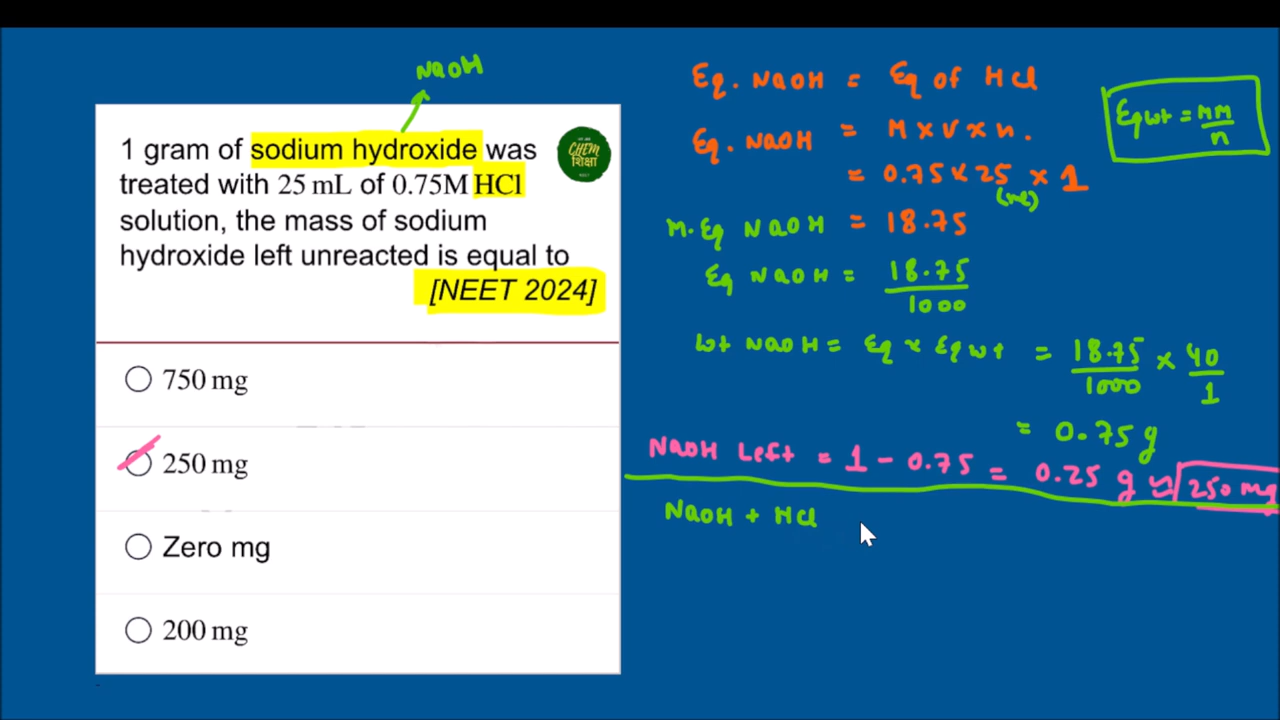 NaOH
1 gram of sodium hydroxide was
treated with 25 mL of 0.75M HCl
solution, the mass of sodium
hydroxide left unreacted is equal to
[NEET 2024]
CHEM
शिक्षा
750 mg
250 mg
Zero mg
200 mg
Eq. NaOH = Eq of HCl
Eq wt = MM/n
Eq. NaOH = M x V x n.
= 0.75 x 25 x 1
(ml)
M.Eq NaOH = 18.75
Eq NaOH = 18.75/1000
wt NaOH = Eq x Eq wt = 18.75/1000 x 40/1
= 0.75 g
NaOH Left = 1 - 0.75 = 0.25 g ≈ 250 mg
NaOH + HCl